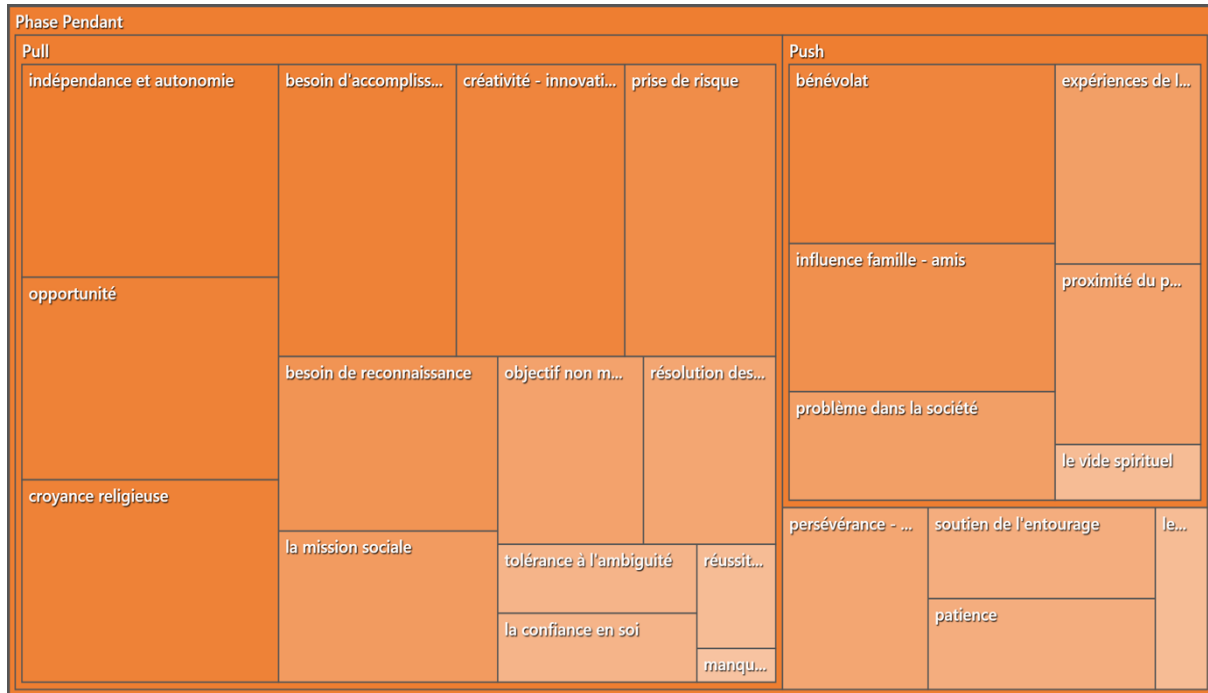 Phase Pendant
Pull
indépendance et autonomie
opportunité
croyance religieuse
besoin d'accompliss...
créativité - innovati...
prise de risque
besoin de reconnaissance
la mission sociale
objectif non m...
résolution des...
tolérance à l'ambiguité
la confiance en soi
réussit...
manqu...
Push
bénévolat
influence famille - amis
problème dans la société
expériences de l...
proximité du p...
le vide spirituel
persévérance - ...
soutien de l'entourage
patience
le...